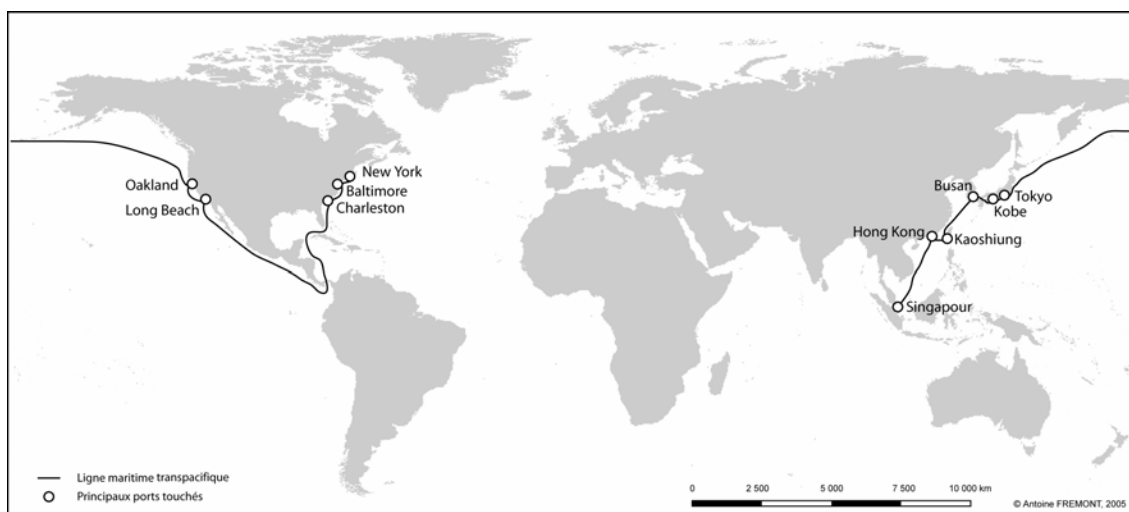 New York
Oakland
Baltimore
Long Beach
Charleston
Busan
Tokyo
Kobe
Hong Kong
Kaoshiung
Singapour
Ligne maritime transpacifique
Principaux ports touchés
0 2 500 5 000 7 500 10 000 km
© Antoine FREMONT, 2005